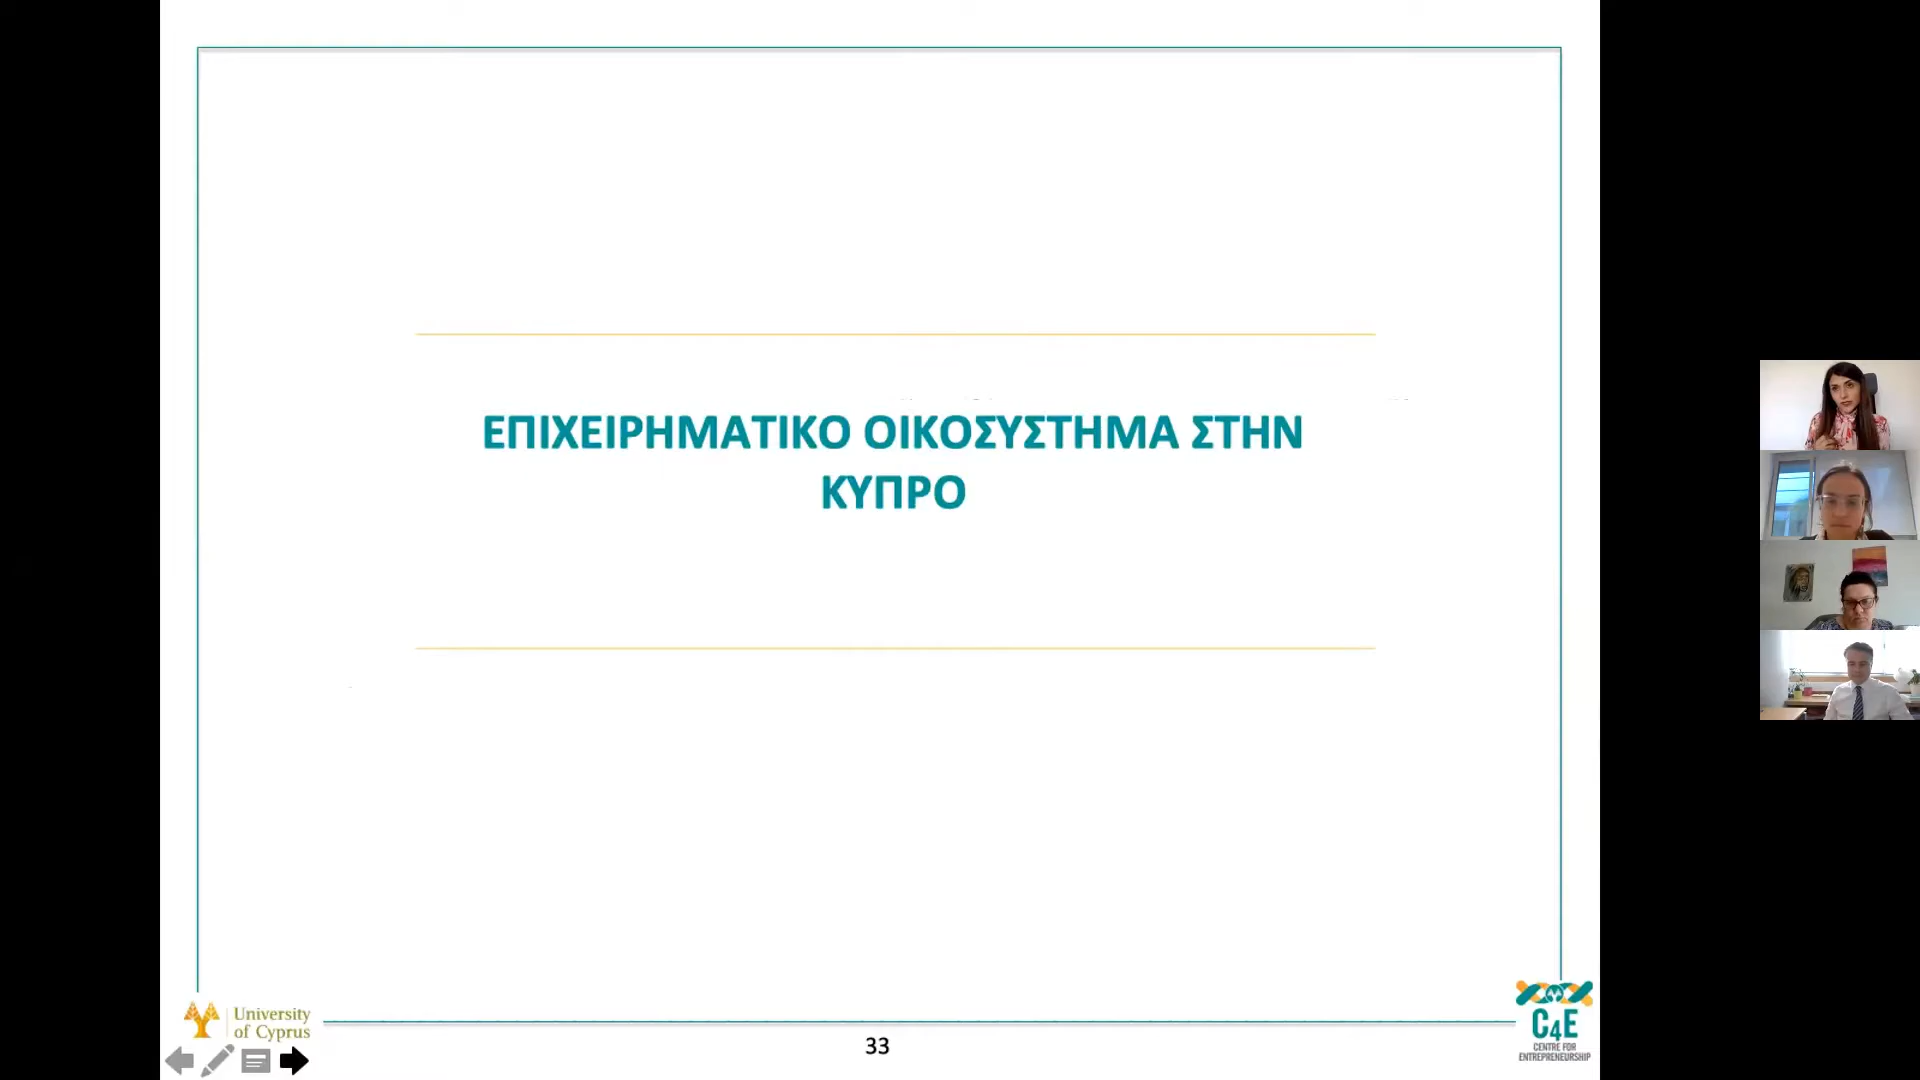 ΕΠΙΧΕΙΡΗΜΑΤΙΚΟ ΟΙΚΟΣΥΣΤΗΜΑ ΣΤΗΝ
ΚΥΠΡΟ
University
of Cyprus
33
C4E
CENTRE FOR
ENTREPRENEURSHIP